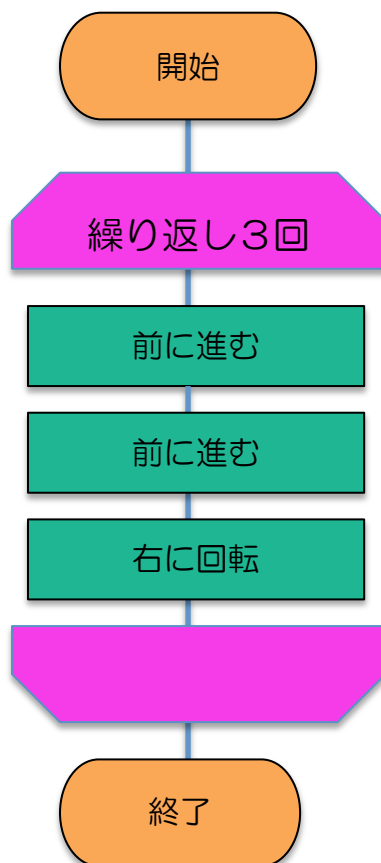 開始
繰り返し３回
前に進む
前に進む
右に回転
終了